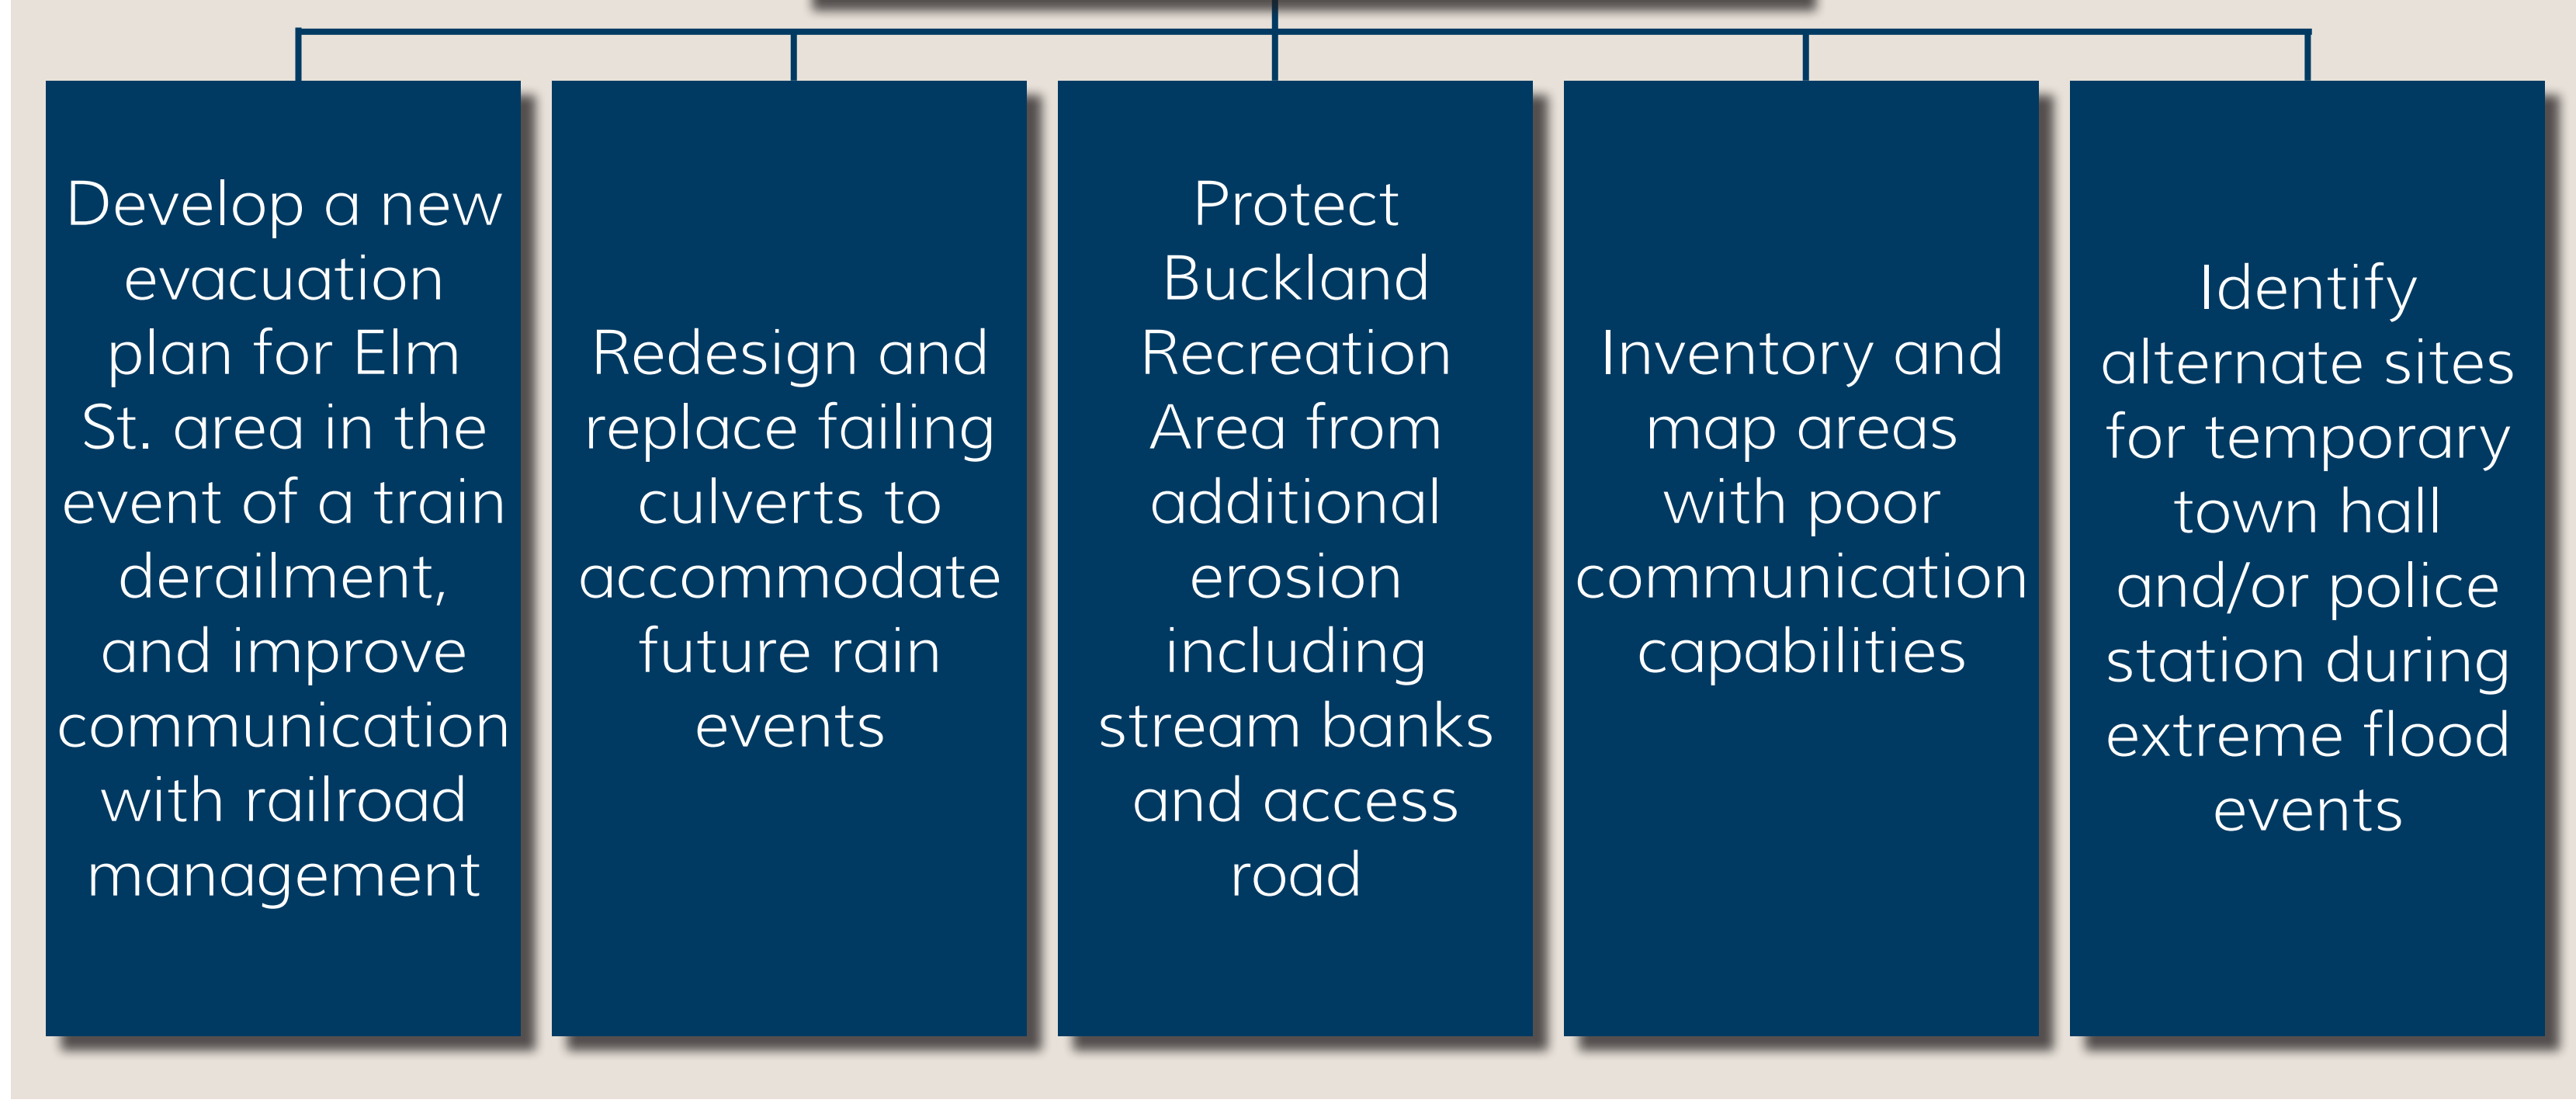 Develop a new
evacuation
plan for Elm
St. area in the
event of a train
derailment,
and improve
communication
with railroad
management
Redesign and
replace failing
culverts to
accommodate
future rain
events
Protect
Buckland
Recreation
Area from
additional
erosion
including
stream banks
and access
road
Inventory and
map areas
with poor
communication
capabilities
Identify
alternate sites
for temporary
town hall
and/or police
station during
extreme flood
events